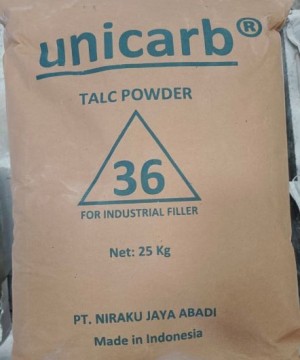 unicarb®
TALC POWDER
36
FOR INDUSTRIAL FILLER
Net: 25 Kg
PT. NIRAKU JAYA ABADI
Made in Indonesia